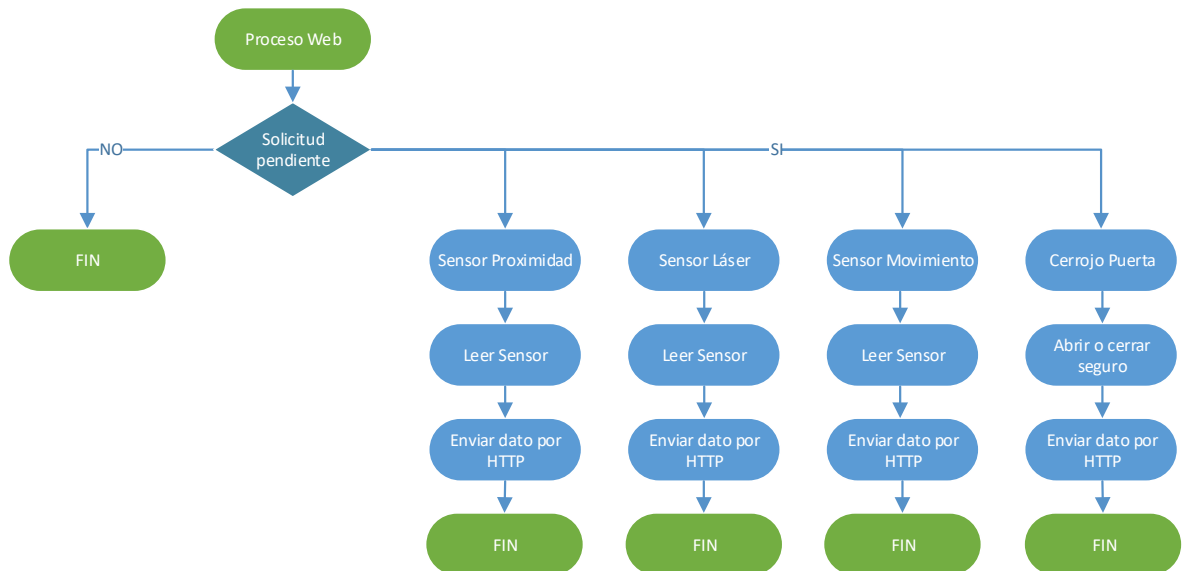 Proceso Web
Solicitud
pendiente
NO
SI
FIN
Sensor Proximidad
Sensor Láser
Sensor Movimiento
Cerrojo Puerta
Leer Sensor
Leer Sensor
Leer Sensor
Abrir o cerrar
seguro
Enviar dato por
HTTP
Enviar dato por
HTTP
Enviar dato por
HTTP
Enviar dato por
HTTP
FIN
FIN
FIN
FIN